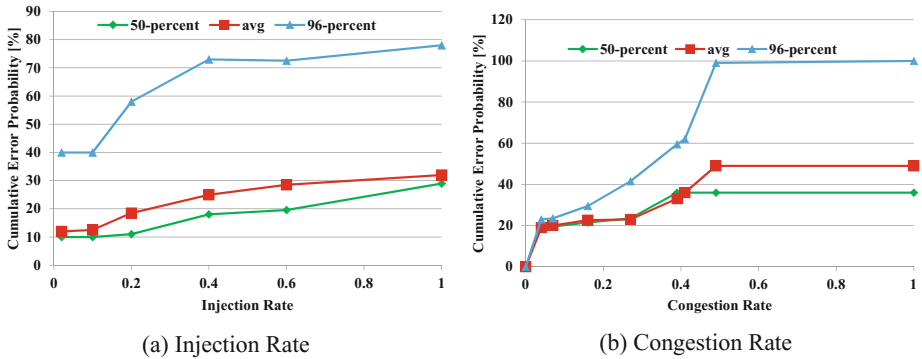 50-percent avg 96-percent
Cumulative Error Probability [%]
90
80
70
60
50
40
30
20
10
0
0 0.2 0.4 0.6 0.8 1
Injection Rate
(a) Injection Rate
50-percent avg 96-percent
Cumulative Error Probability [%]
120
100
80
60
40
20
0
0 0.2 0.4 0.6 0.8 1
Congestion Rate
(b) Congestion Rate